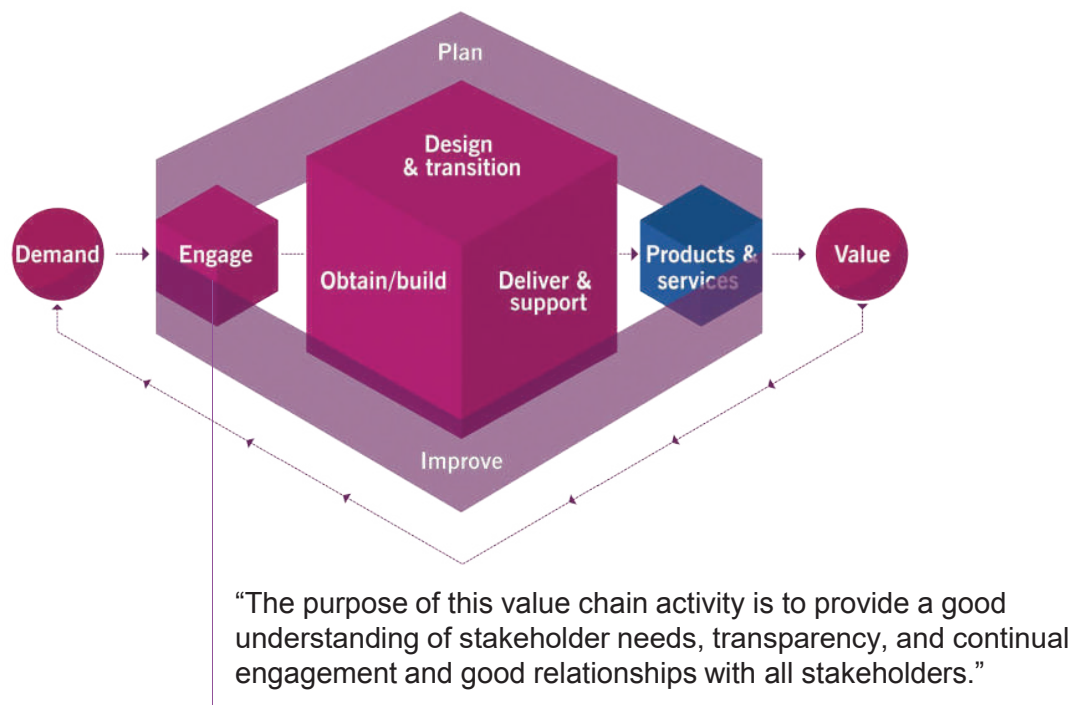 Plan
Design
& transition
Demand
Engage
Obtain/build
Deliver &
support
Products &
services
Value
Improve
“The purpose of this value chain activity is to provide a good
understanding of stakeholder needs, transparency, and continual
engagement and good relationships with all stakeholders.”